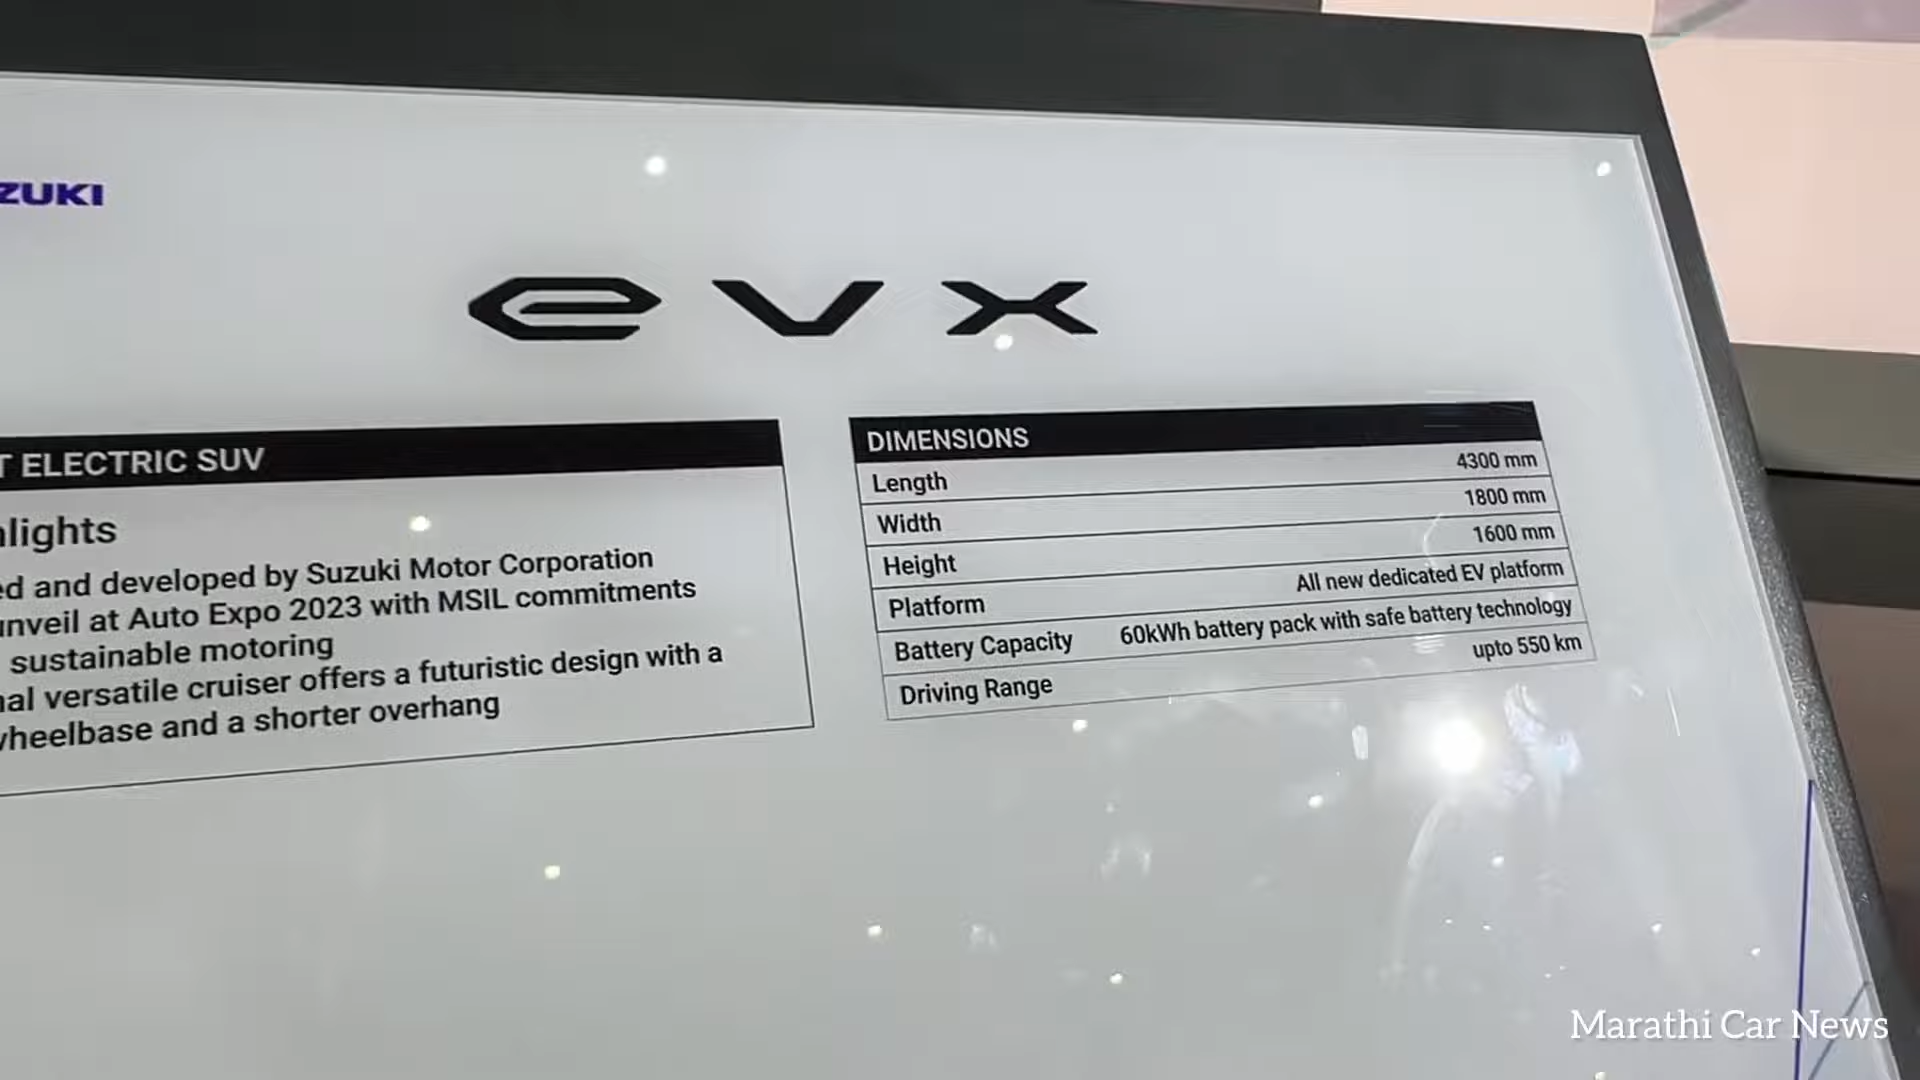 ZUKI
evx
T ELECTRIC SUV
lights
ed and developed by Suzuki Motor Corporation
unveil at Auto Expo 2023 with MSIL commitments
sustainable motoring
nal versatile cruiser offers a futuristic design with a
wheelbase and a shorter overhang
DIMENSIONS
Length 4300 mm
Width 1800 mm
Height 1600 mm
Platform All new dedicated EV platform
Battery Capacity 60kWh battery pack with safe battery technology
Driving Range upto 550 km
Marathi Car News